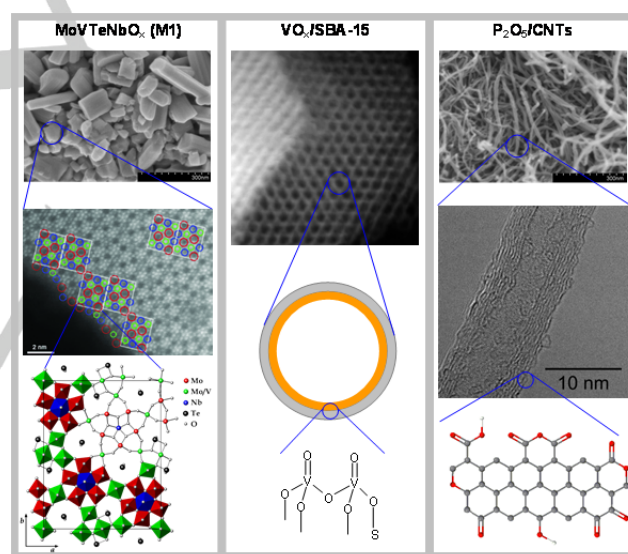 MoVTeNbOₓ (M1)
300nm
2 nm
Mo
Mo/V
Nb
Te
O
b
a
VOₓ/SBA-15
O O
V V
O O O O O
S
P₂O₅/CNTs
300nm
10 nm